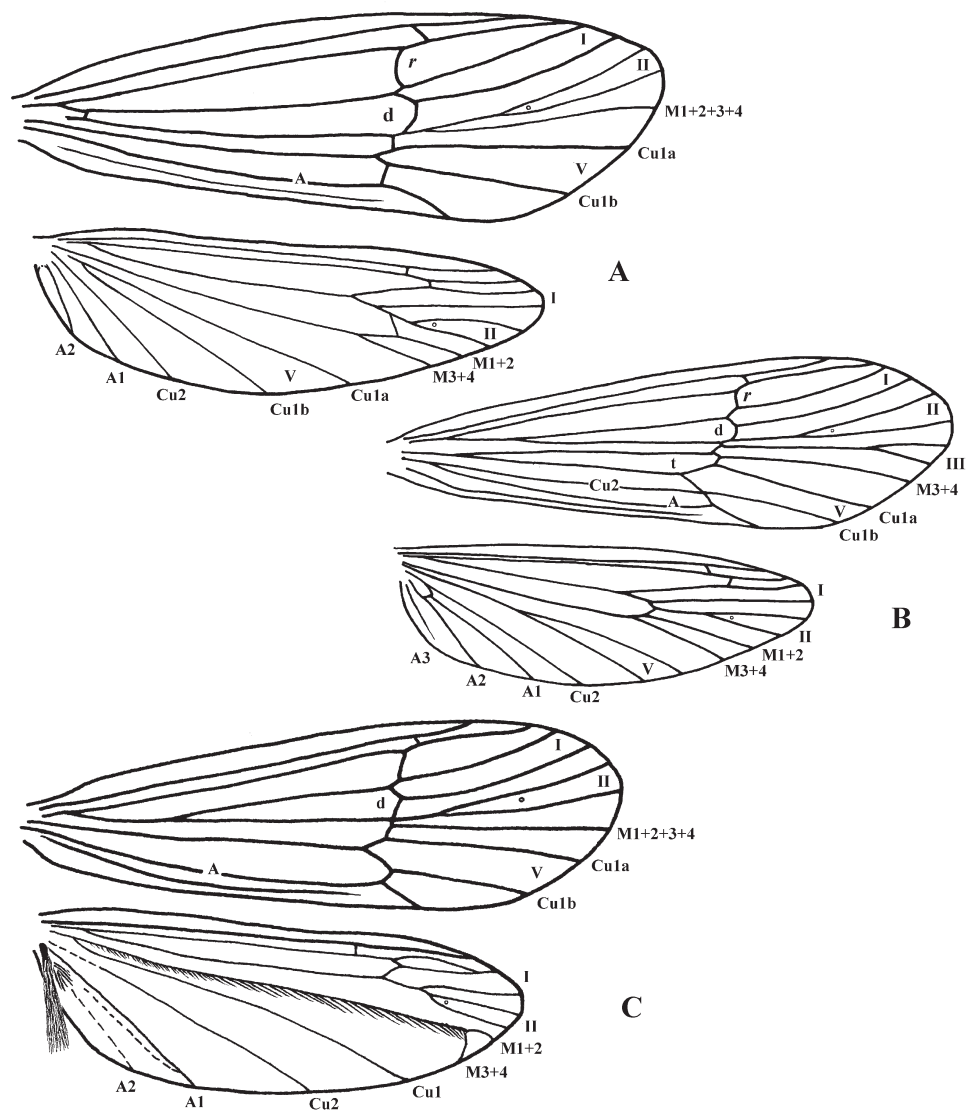 I
r
II
d
M1+2+3+4
Cu1a
V
A
Cu1b
A
I
II
M1+2
M3+4
A2
A1
Cu2
V
Cu1a
Cu1b
I
r
II
d
t
III
Cu2
M3+4
A
V
Cu1a
Cu1b
I
B
II
M1+2
A3
V
M3+4
A2
A1
Cu2
I
II
d
M1+2+3+4
A
V
Cu1a
Cu1b
I
C
II
M1+2
M3+4
A2
A1
Cu2
Cu1